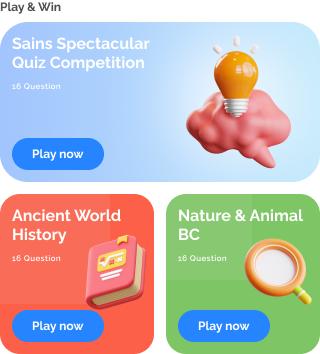 Play & Win
Sains Spectacular
Quiz Competition
16 Question
Play now
Ancient World
History
16 Question
Play now
Nature & Animal
BC
16 Question
Play now